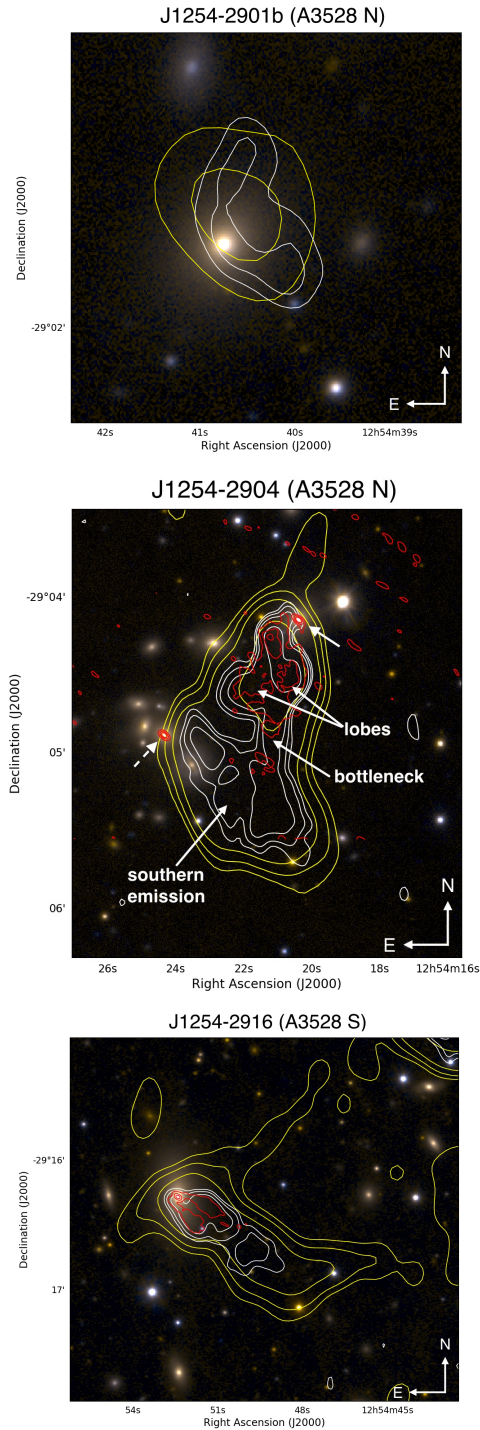 J1254-2901b (A3528 N)
Declination (J2000)
-29°02'
N
E
42s 41s 40s 12h54m39s
Right Ascension (J2000)
J1254-2904 (A3528 N)
-29°04'
Declination (J2000)
lobes
05'
bottleneck
southern
emission
06'
N
E
26s 24s 22s 20s 18s 12h54m16s
Right Ascension (J2000)
J1254-2916 (A3528 S)
-29°16'
Declination (J2000)
17'
N
E
54s 51s 48s 12h54m45s
Right Ascension (J2000)